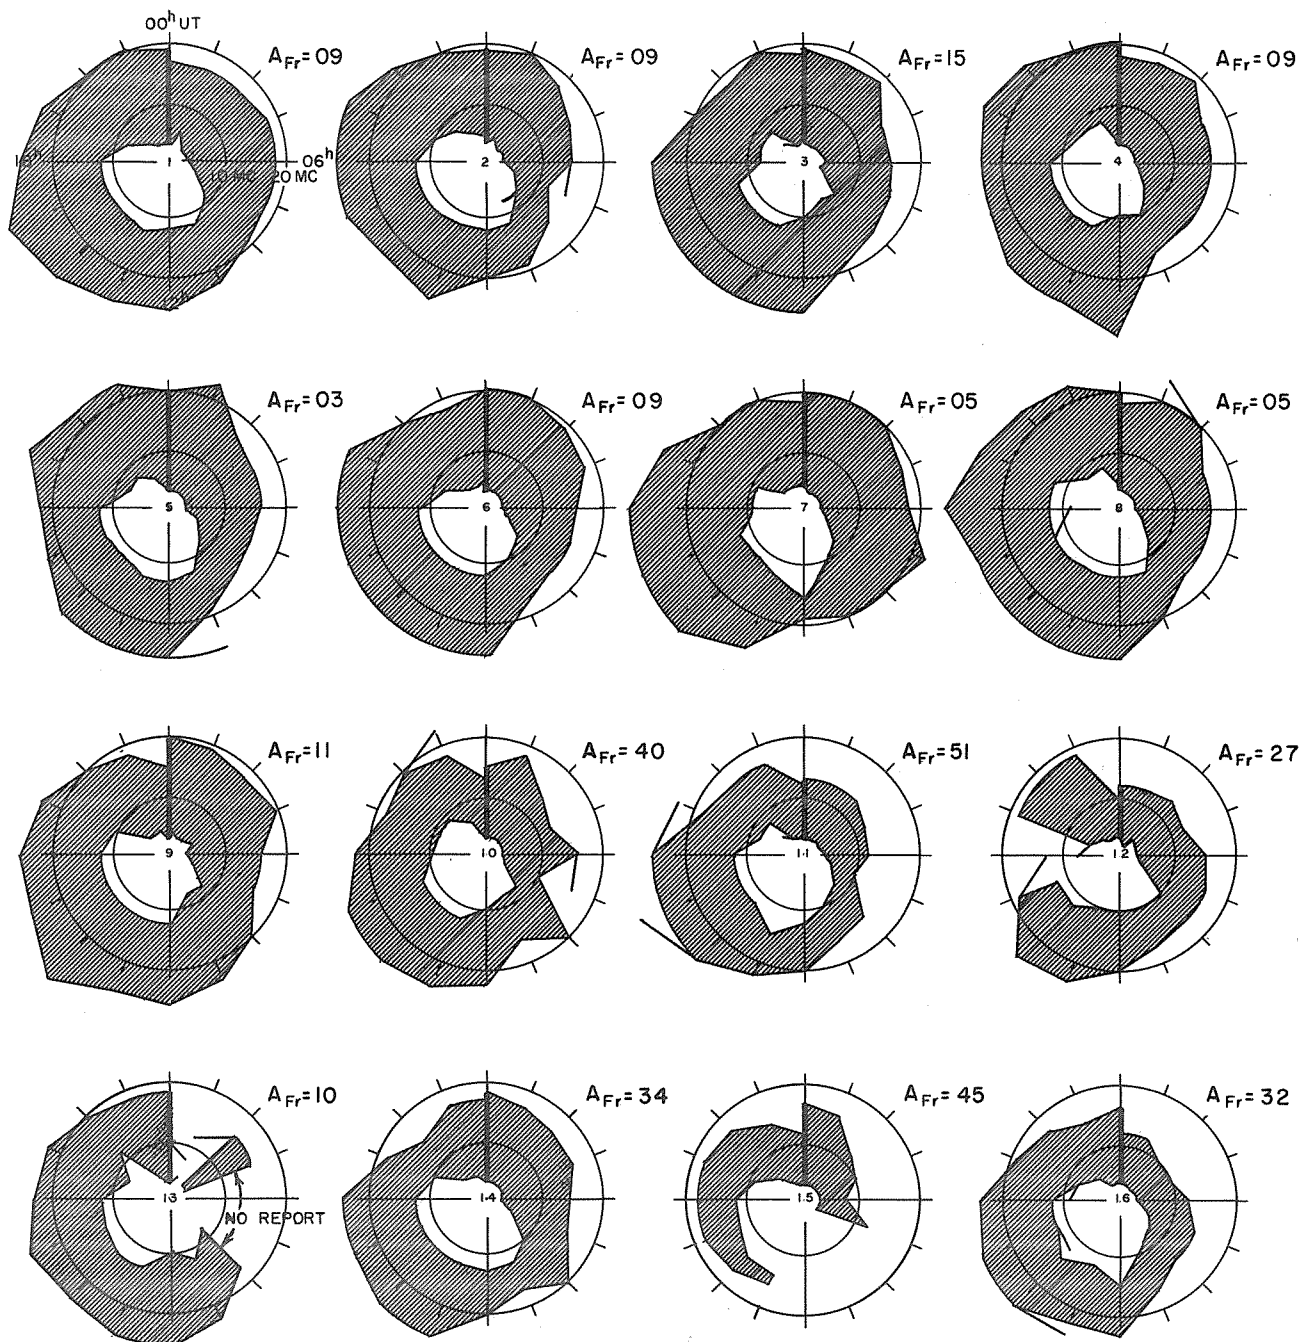 00h UT
AFr=09
AFr=09
AFr=15
AFr=09
18h
1
06h
10 MC 20 MC
2
3
4
12h
AFr=03
AFr=09
AFr=05
AFr=05
5
6
7
8
AFr=11
AFr=40
AFr=51
AFr=27
9
10
11
12
AFr=10
AFr=34
AFr=45
AFr=32
13
14
15
16
NO REPORT